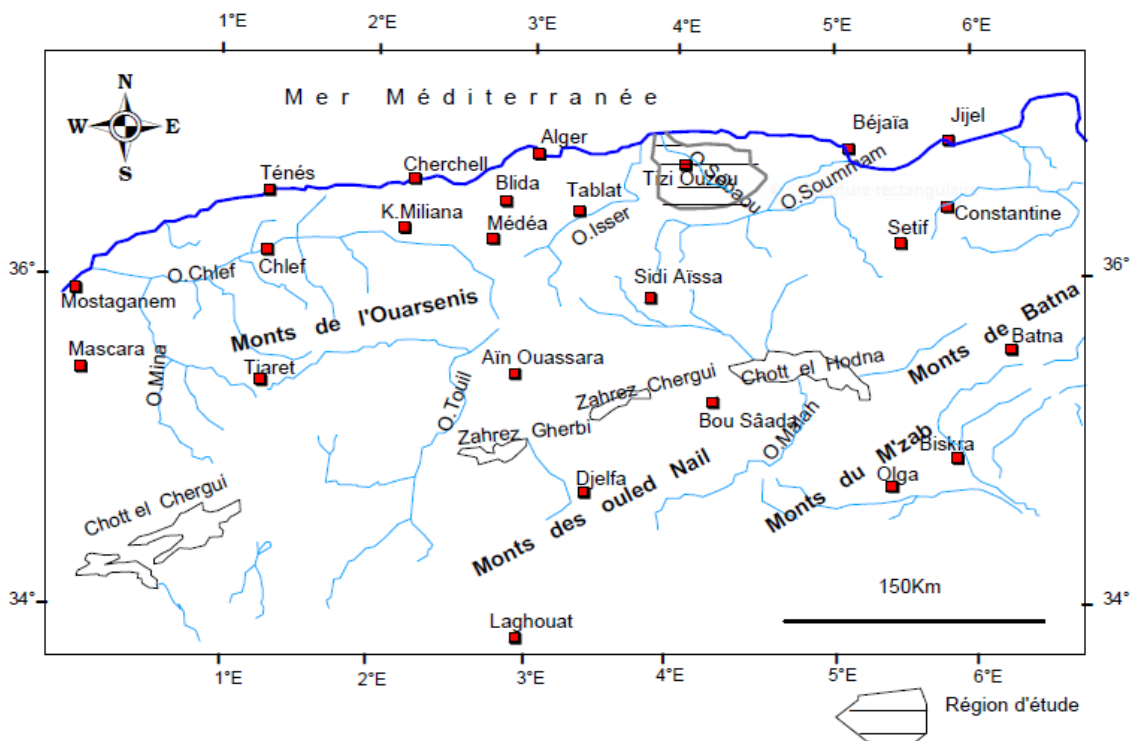 1°E 2°E 3°E 4°E 5°E 6°E
N
W E
S
Mer Méditerranée
Alger
Béjaïa
Jijel
Cherchell
Ténés
Blida
Tablat
Tizi Ouzou
O.Sébaou
O.Soummam
K.Miliana
Médéa
O.Isser
Setif
Constantine
36° 36°
O.Chlef
Chlef
Sidi Aïssa
Mostaganem
Monts de l'Ouarsenis
Monts de Batna
Mascara
O.Mina
Tiaret
Aïn Ouassara
Batna
O.Touil
Zahrez Chergui
Chott el Hodna
Bou Sâada
O.Malah
Zahrez Gherbi
Monts du M'zab
Biskra
Djelfa
Olga
Monts des ouled Nail
Chott el Chergui
150Km
34° 34°
Laghouat
1°E 2°E 3°E 4°E 5°E 6°E
Région d'étude